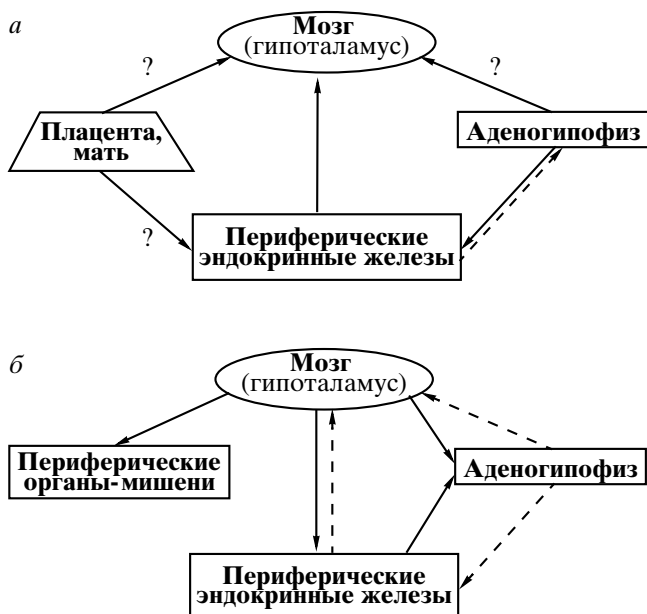 а
Мозг
(гипоталамус)
?
?
Плацента,
мать
Аденогипофиз
?
Периферические
эндокринные железы
б
Мозг
(гипоталамус)
Периферические
органы-мишени
Аденогипофиз
Периферические
эндокринные железы